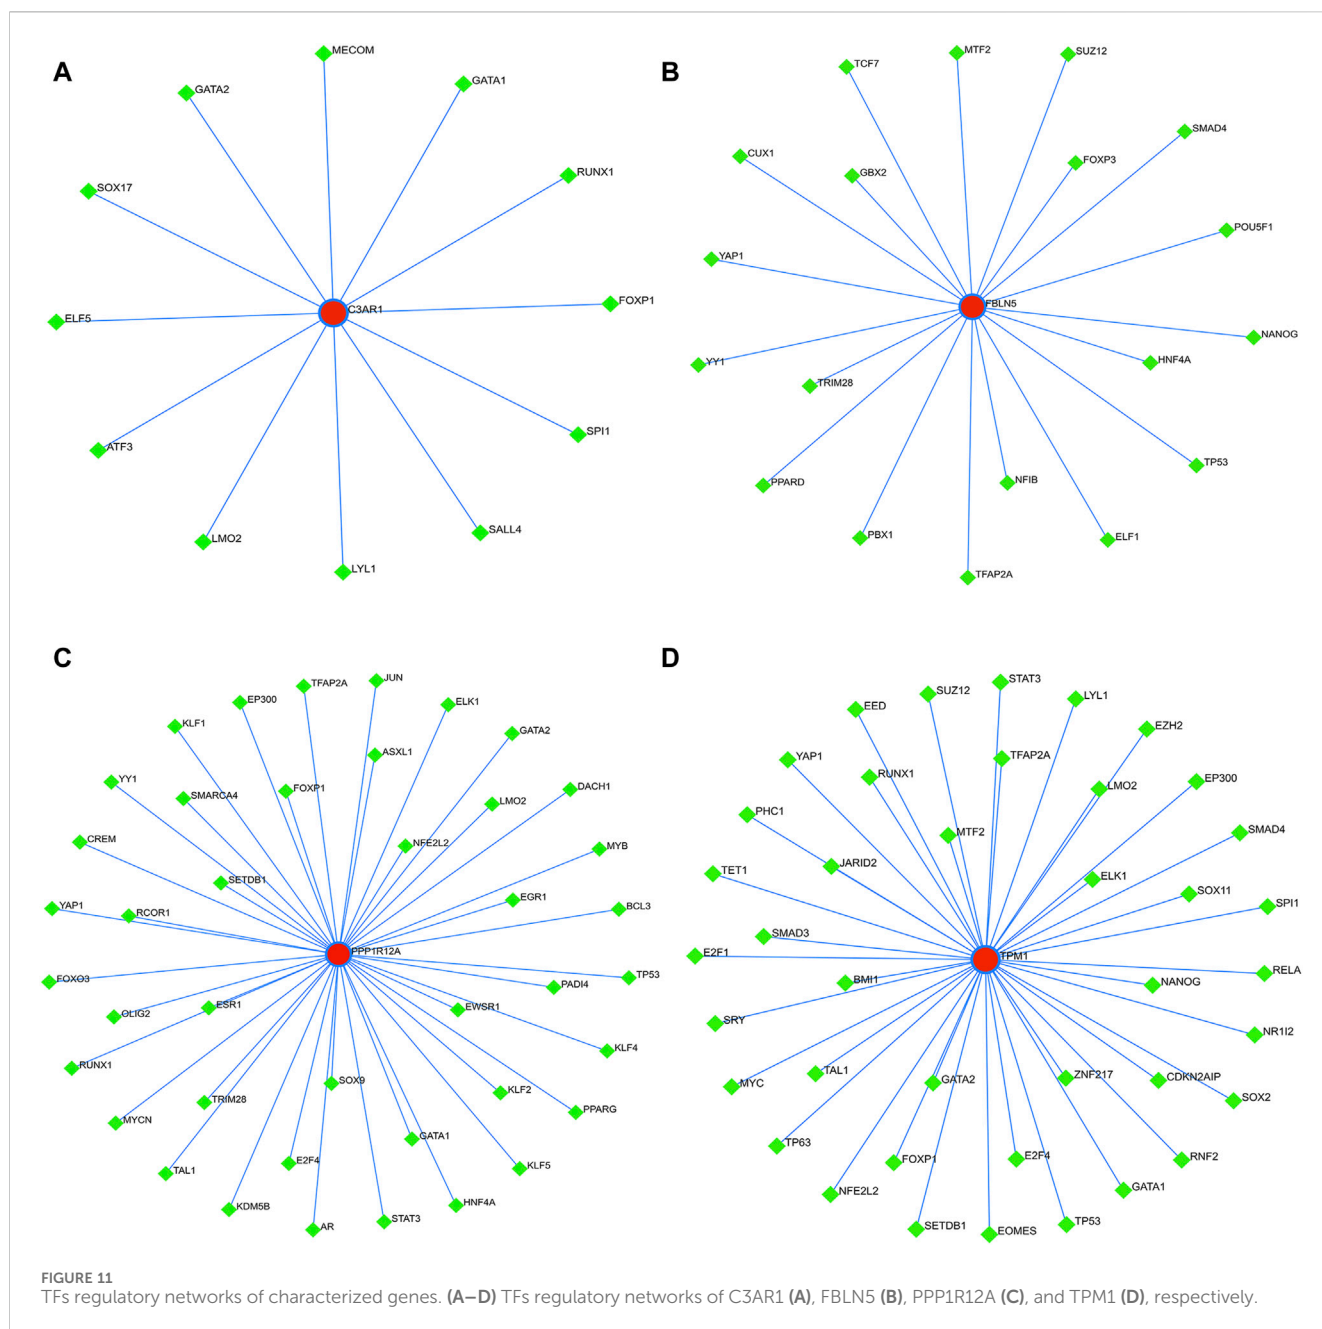 A
MECOM
GATA2
GATA1
SOX17
RUNX1
C3AR1
FOXP1
ELF5
SPI1
ATF3
SALL4
LMO2
LYL1
B
MTF2
SUZ12
TCF7
SMAD4
CUX1
FOXP3
GBX2
POU5F1
YAP1
FBLN5
NANOG
HNF4A
YY1
TRIM28
TP53
PPARD
NFIB
PBX1
ELF1
TFAP2A
C
JUN
TFAP2A
EP300
ELK1
KLF1
GATA2
ASXL1
YY1
FOXP1
DACH1
SMARCA4
LMO2
CREM
NFE2L2
MYB
SETDB1
EGR1
YAP1
RCOR1
BCL3
PPP1R12A
FOXO3
TP53
PADI4
OLIG2
ESR1
EWSR1
KLF4
RUNX1
SOX9
KLF2
TRIM28
PPARG
MYCN
GATA1
TAL1
E2F4
KLF5
KDM5B
HNF4A
AR
STAT3
D
STAT3
SUZ12
LYL1
EED
EZH2
YAP1
TFAP2A
RUNX1
EP300
LMO2
PHC1
MTF2
SMAD4
JARID2
TET1
ELK1
SOX11
SPI1
SMAD3
E2F1
TPM1
RELA
BMI1
NANOG
SRY
NR1I2
TAL1
MYC
GATA2
ZNF217
CDKN2AIP
SOX2
TP63
FOXP1
E2F4
RNF2
NFE2L2
GATA1
SETDB1
EOMES
TP53
FIGURE 11
TFs regulatory networks of characterized genes. (A–D) TFs regulatory networks of C3AR1 (A), FBLN5 (B), PPP1R12A (C), and TPM1 (D), respectively.